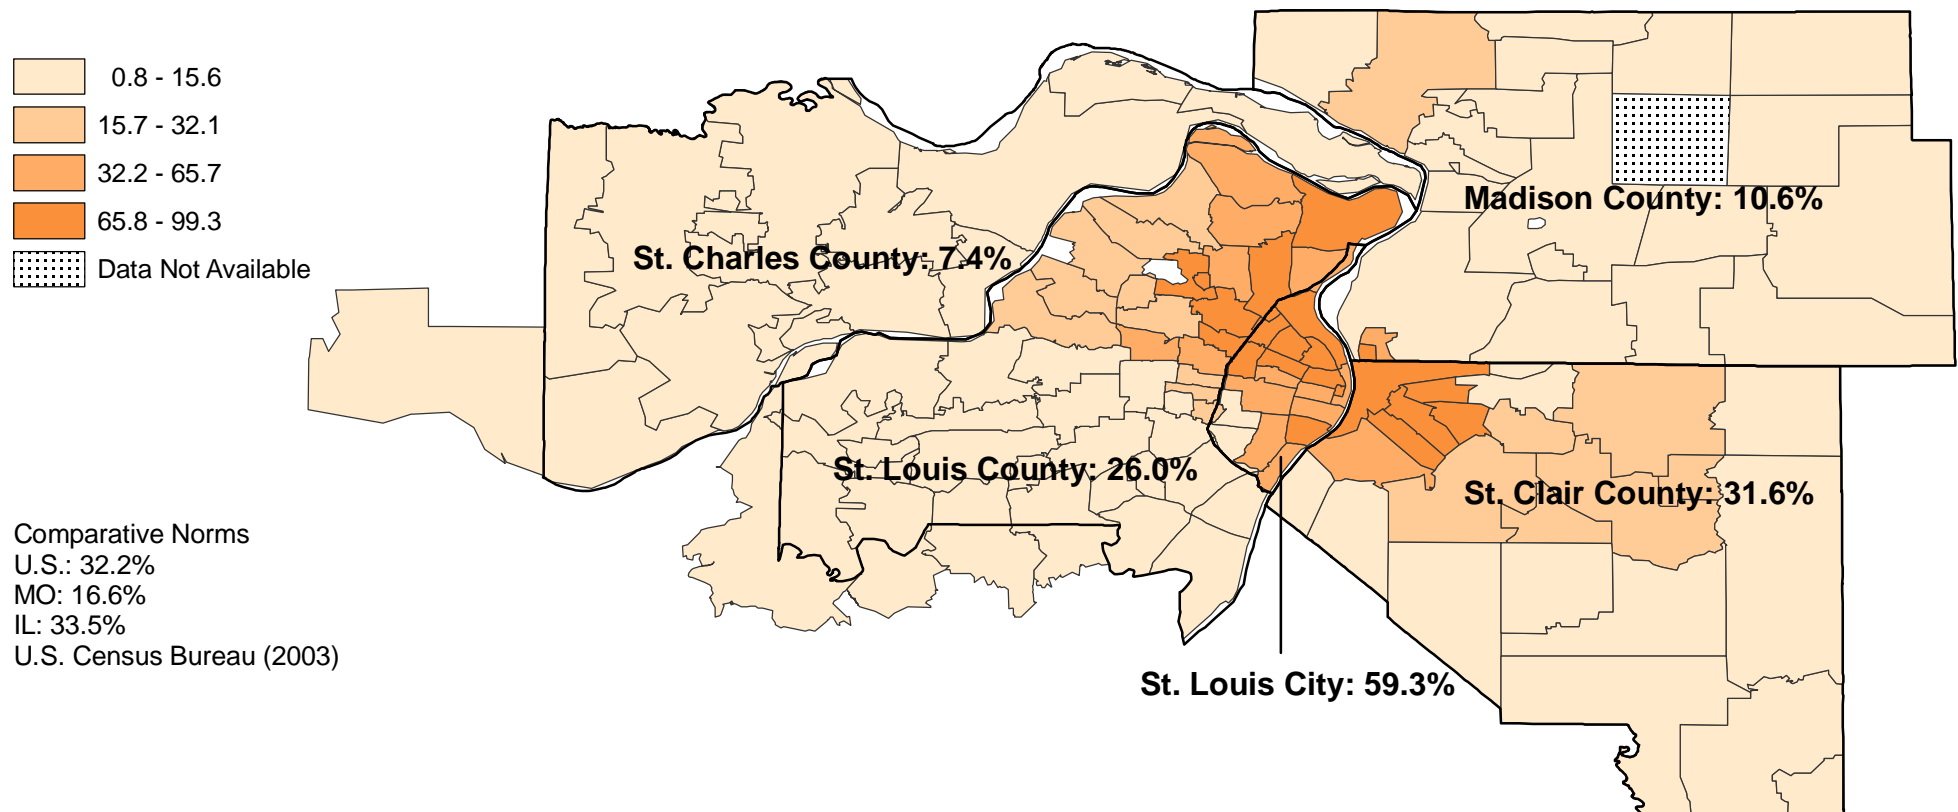 0.8 - 15.6
15.7 - 32.1
32.2 - 65.7
65.8 - 99.3
Data Not Available
Madison County: 10.6%
St. Charles County: 7.4%
St. Louis County: 26.0%
St. Clair County: 31.6%
Comparative Norms
U.S.: 32.2%
MO: 16.6%
IL: 33.5%
U.S. Census Bureau (2003)
St. Louis City: 59.3%